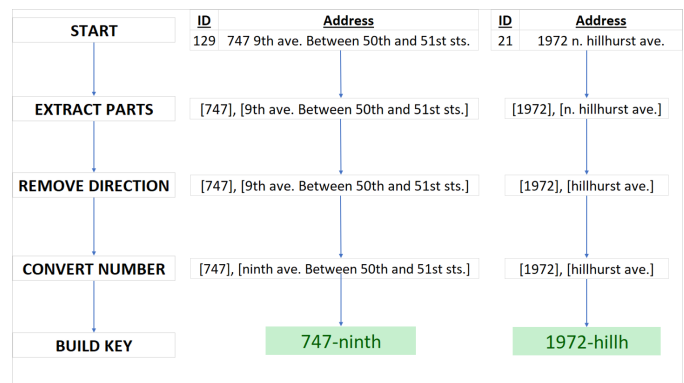 START
ID Address
129 747 9th ave. Between 50th and 51st sts.
ID Address
21 1972 n. hillhurst ave.
EXTRACT PARTS
[747], [9th ave. Between 50th and 51st sts.]
[1972], [n. hillhurst ave.]
REMOVE DIRECTION
[747], [9th ave. Between 50th and 51st sts.]
[1972], [hillhurst ave.]
CONVERT NUMBER
[747], [ninth ave. Between 50th and 51st sts.]
[1972], [hillhurst ave.]
BUILD KEY
747-ninth
1972-hillh